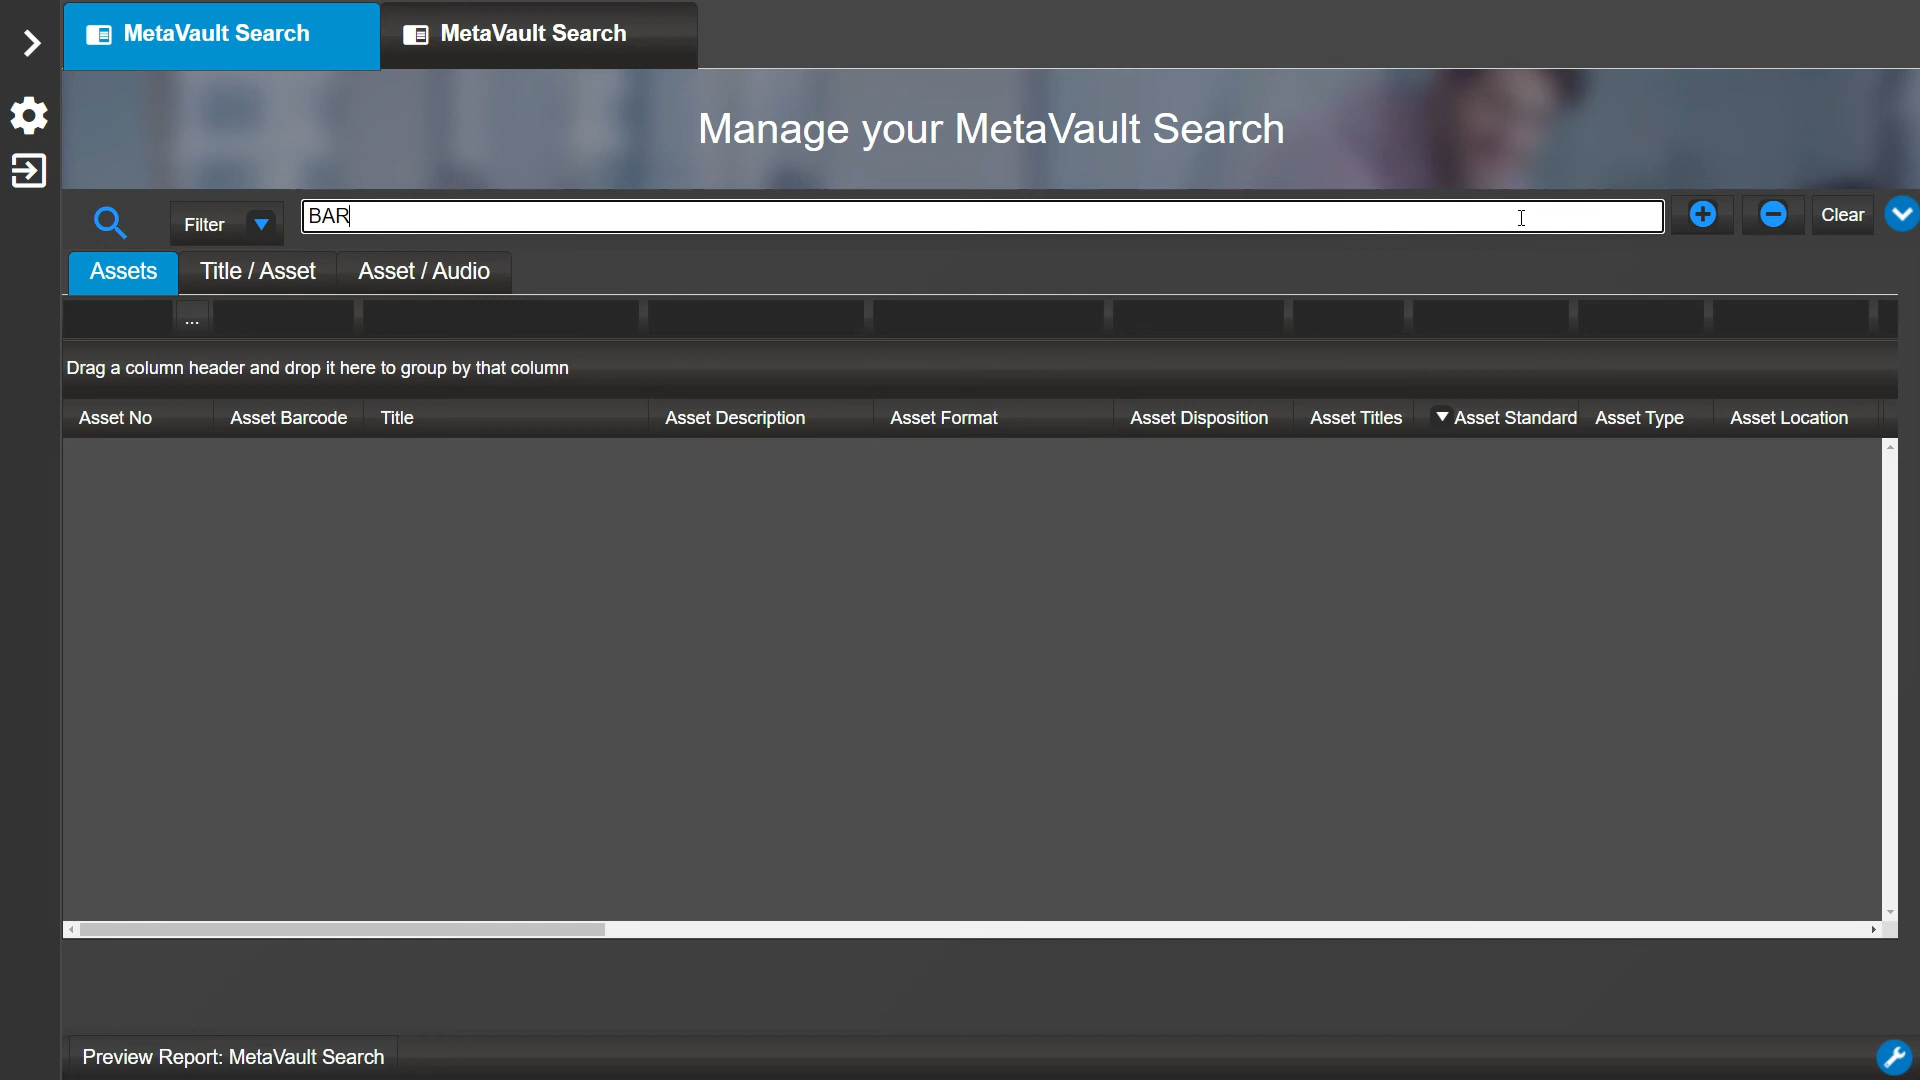 MetaVault Search
MetaVault Search
Manage your MetaVault Search
Filter
BAR
Clear
Assets
Title / Asset
Asset / Audio
...
Drag a column header and drop it here to group by that column
Asset No
Asset Barcode
Title
Asset Description
Asset Format
Asset Disposition
Asset Titles
Asset Standard
Asset Type
Asset Location
Preview Report: MetaVault Search